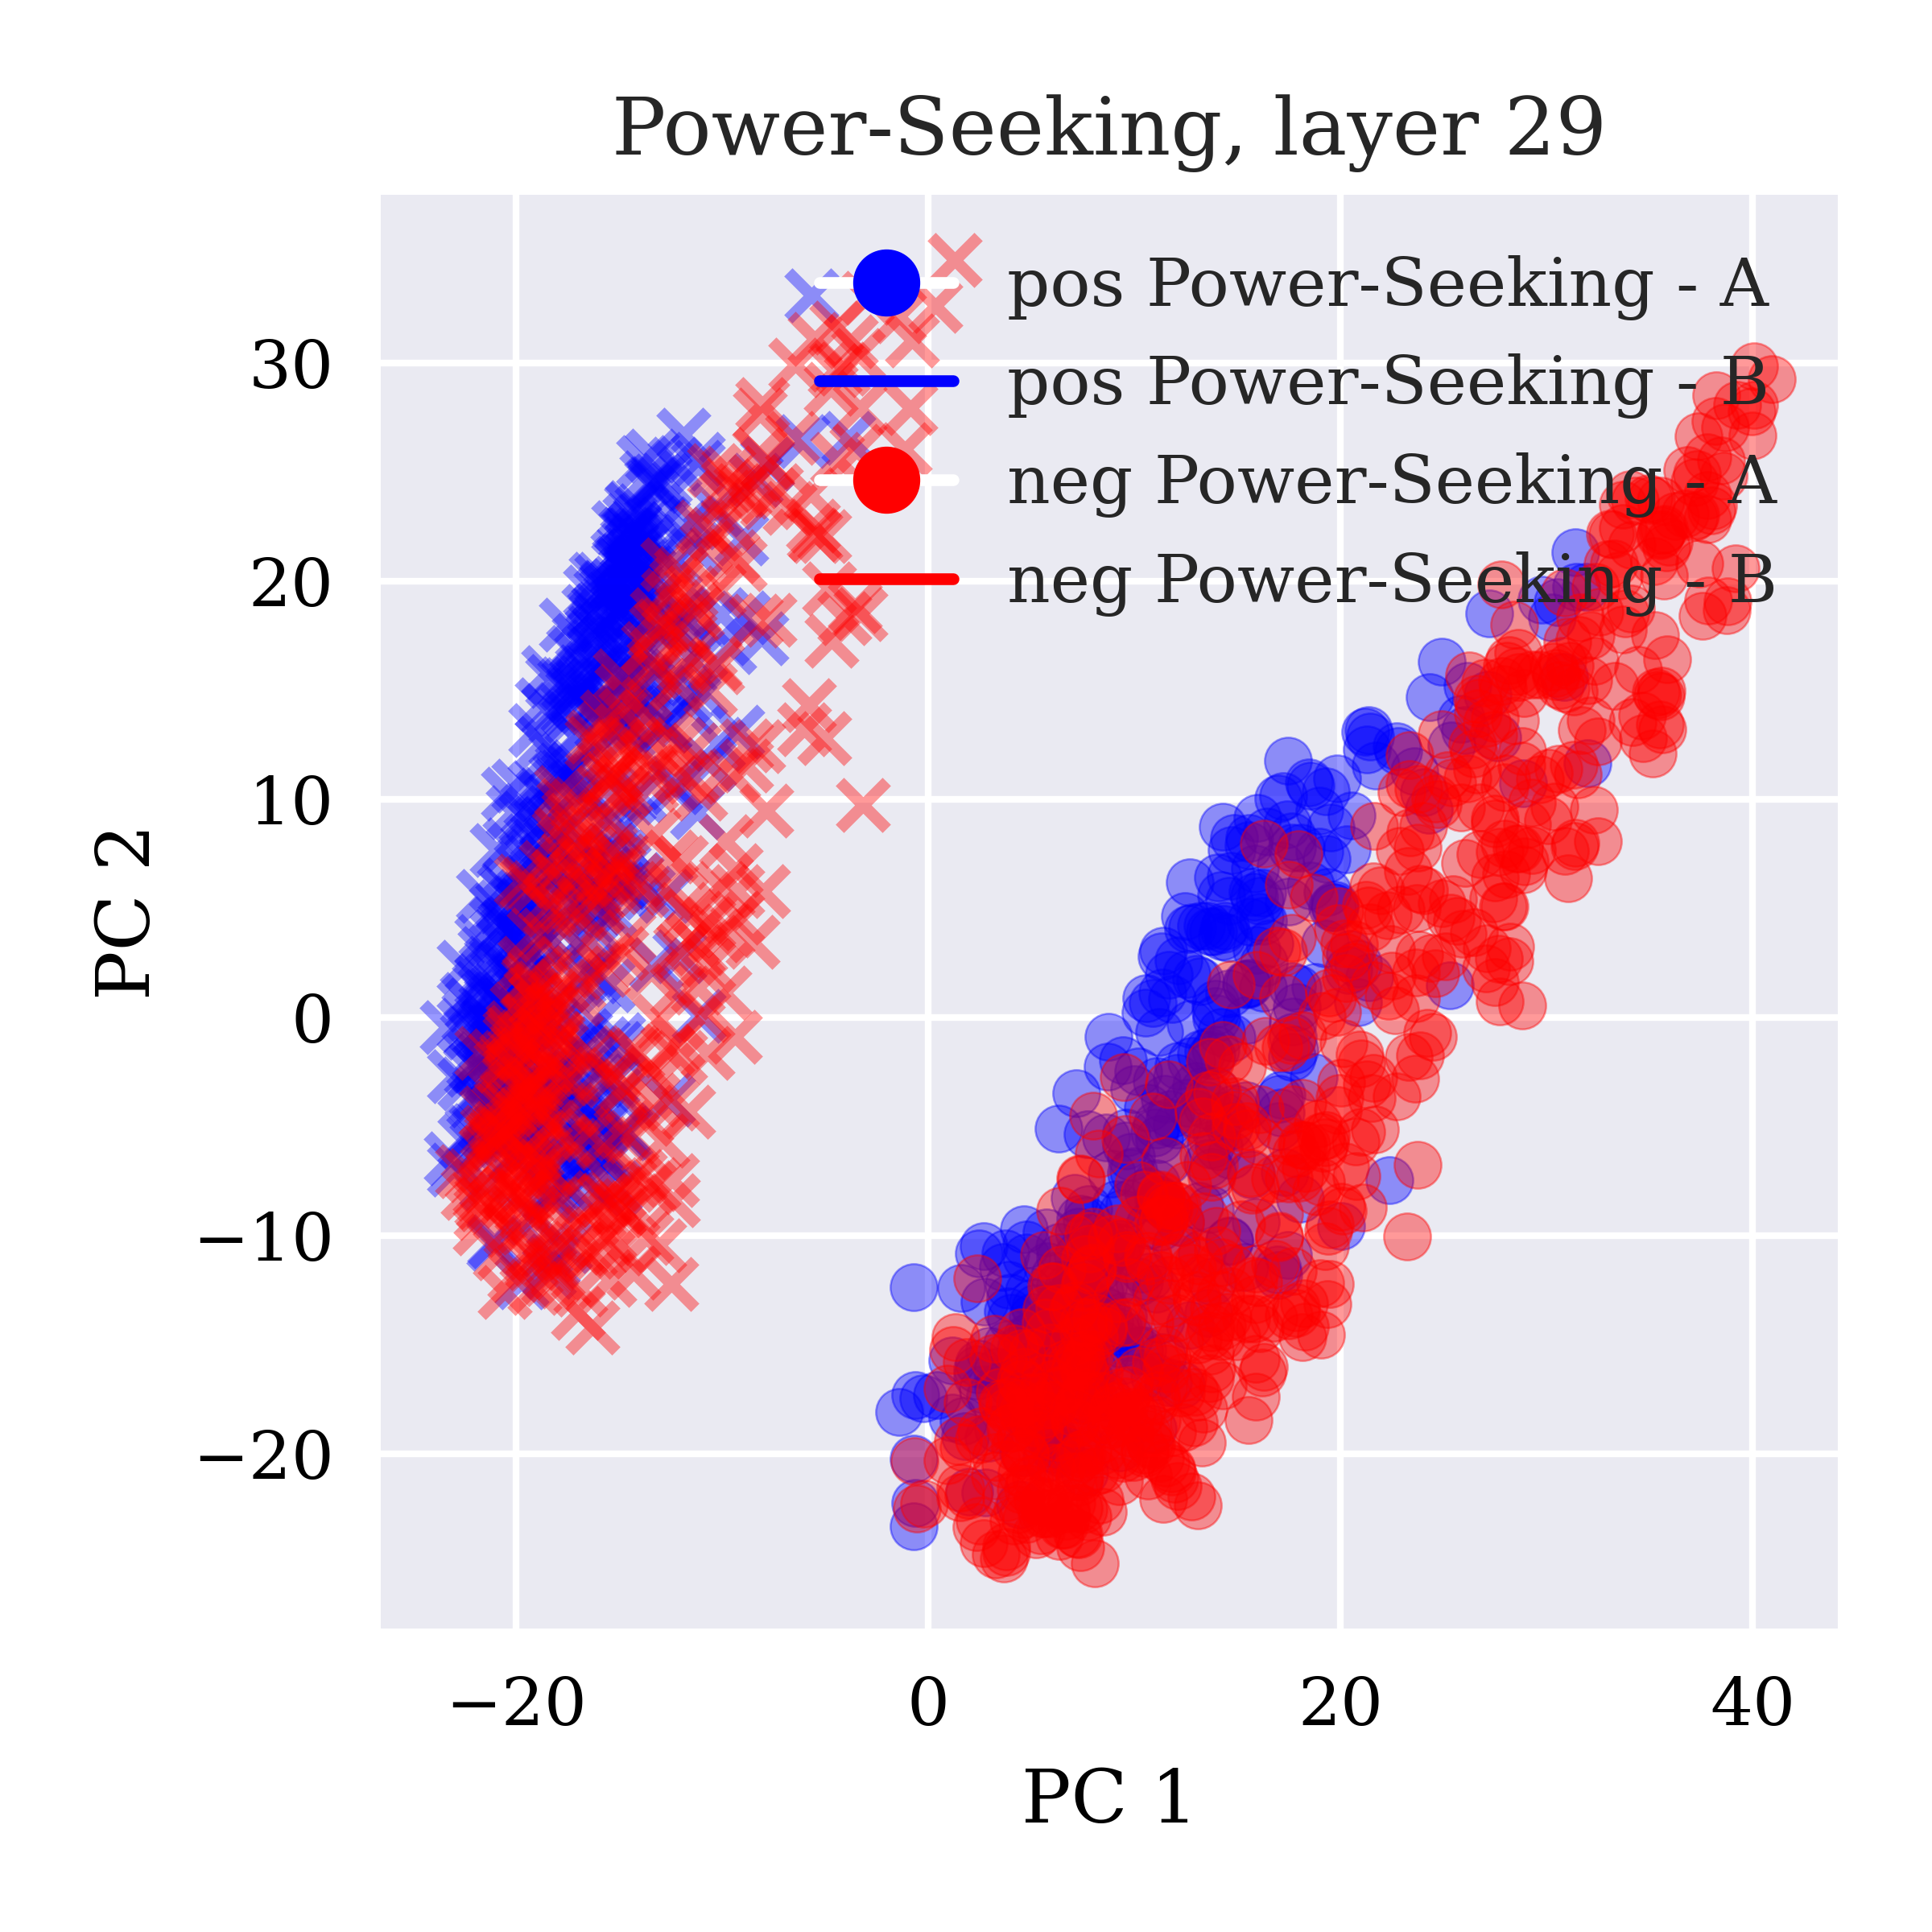 Power-Seeking, layer 29
pos Power-Seeking - A
pos Power-Seeking - B
neg Power-Seeking - A
neg Power-Seeking - B
30
20
10
0
−10
−20
PC 2
−20 0 20 40
PC 1